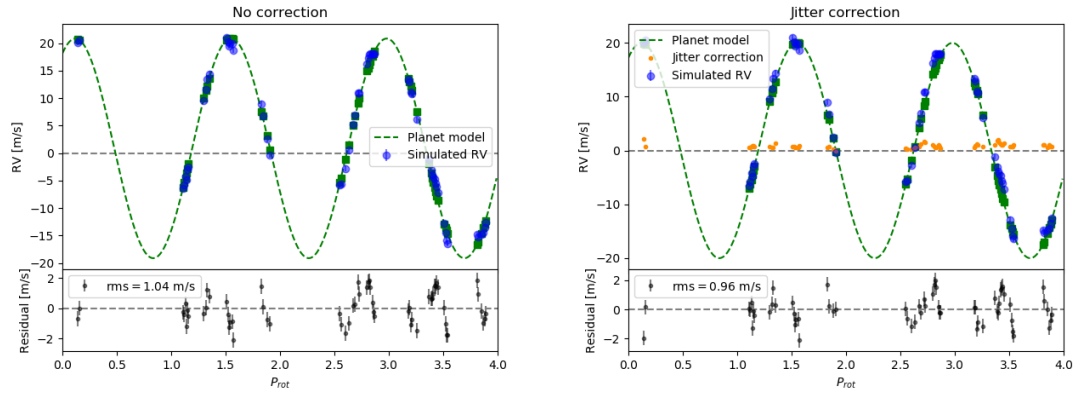 No correction
20
15
10
5
0
−5
−10
−15
−20
RV [m/s]
Planet model
Simulated RV
2
0
−2
Residual [m/s]
rms = 1.04 m/s
0.0 0.5 1.0 1.5 2.0 2.5 3.0 3.5 4.0
P_rot
Jitter correction
20
15
10
5
0
−5
−10
−15
−20
RV [m/s]
Planet model
Jitter correction
Simulated RV
2
0
−2
Residual [m/s]
rms = 0.96 m/s
0.0 0.5 1.0 1.5 2.0 2.5 3.0 3.5 4.0
P_rot